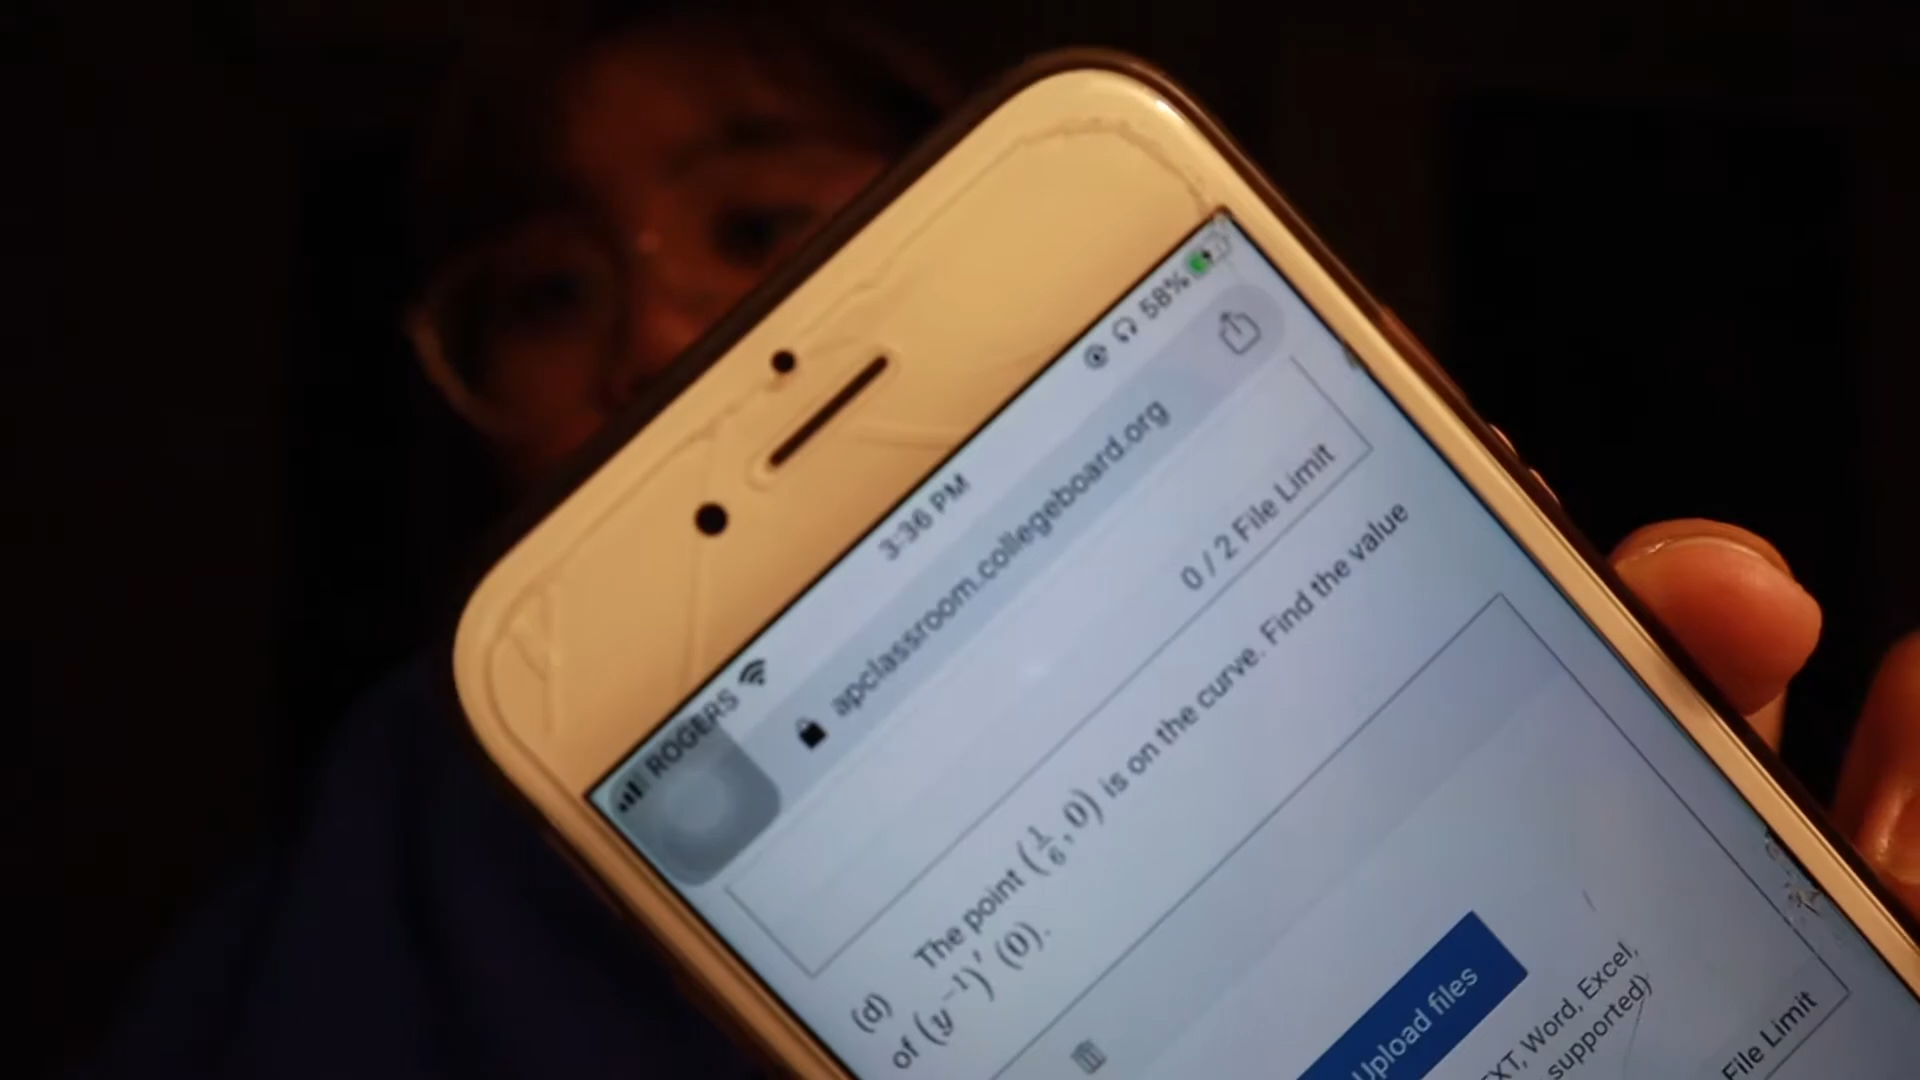 ROGERS 3:36 PM 58%
apclassroom.collegeboard.org
0 / 2 File Limit
(d) The point (1/6, 0) is on the curve. Find the value
of (y⁻¹)′ (0).
Upload files
TXT, Word, Excel,
supported)
File Limit